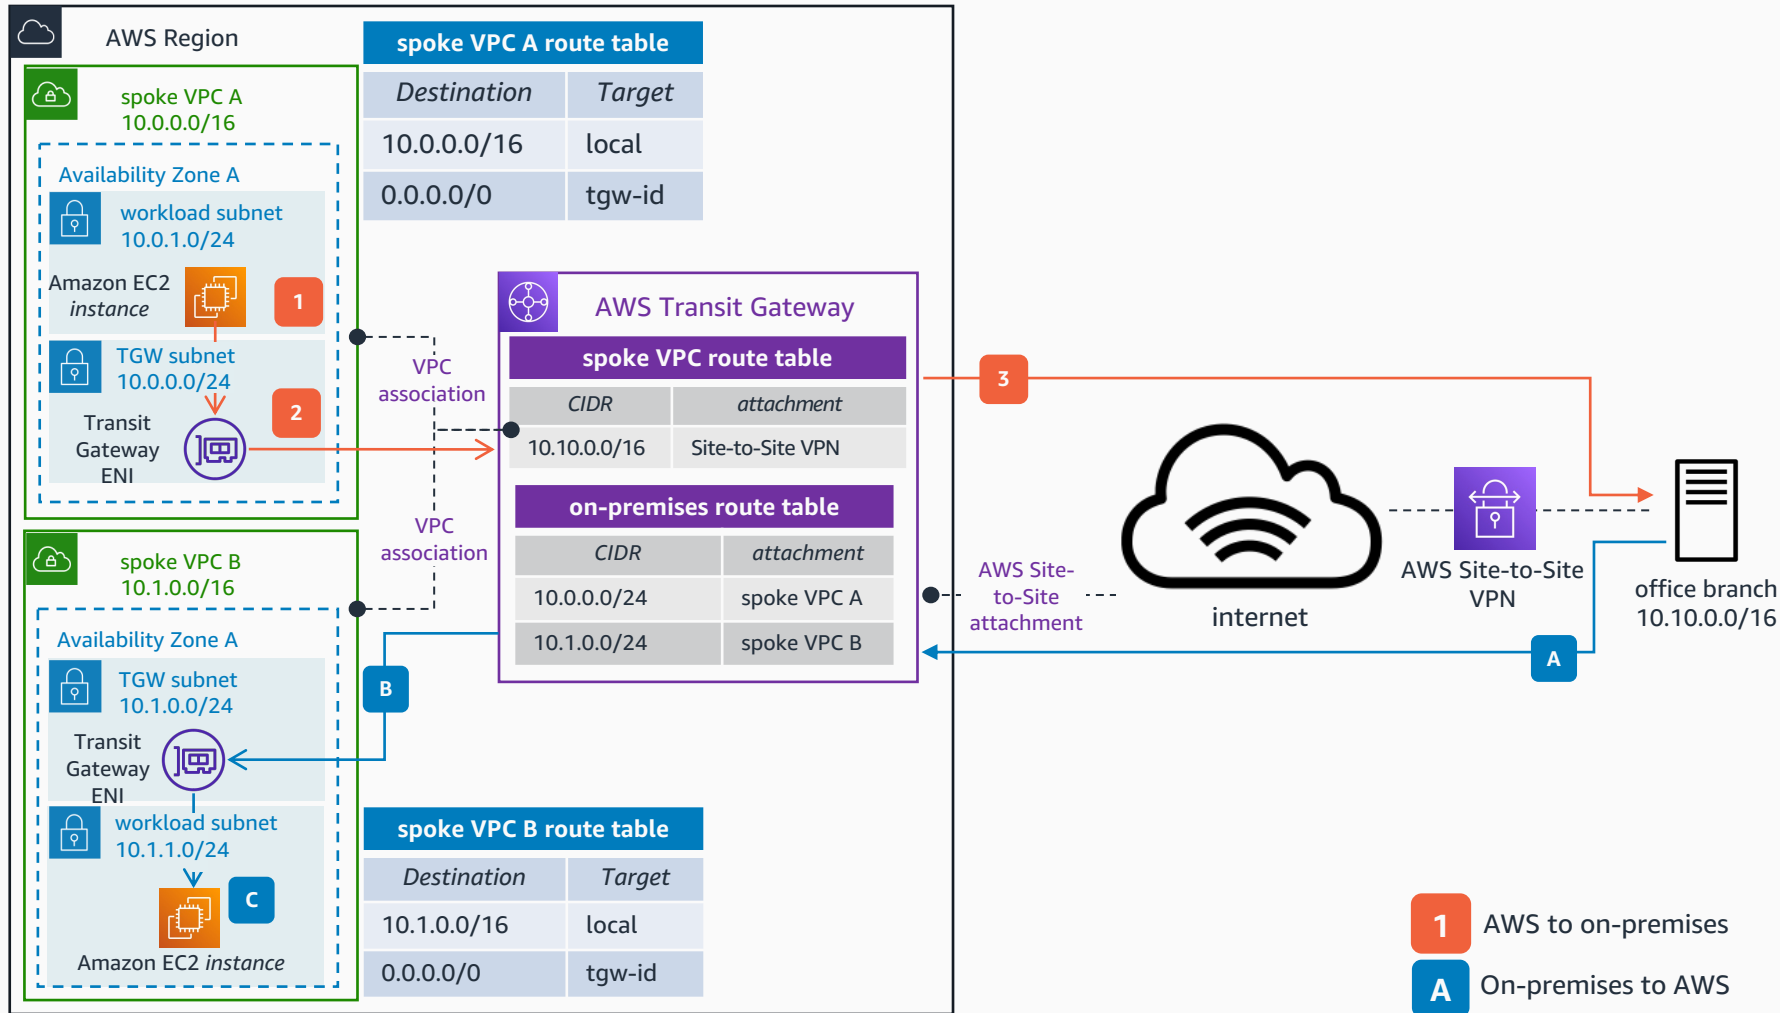 AWS Region
spoke VPC A route table
Destination Target
10.0.0.0/16 local
0.0.0.0/0 tgw-id
spoke VPC A
10.0.0.0/16
Availability Zone A
workload subnet
10.0.1.0/24
Amazon EC2
instance
1
TGW subnet
10.0.0.0/24
2
Transit
Gateway
ENI
VPC
association
VPC
association
AWS Transit Gateway
spoke VPC route table
CIDR attachment
10.10.0.0/16 Site-to-Site VPN
on-premises route table
CIDR attachment
10.0.0.0/24 spoke VPC A
10.1.0.0/24 spoke VPC B
3
AWS Site-
to-Site
attachment
internet
AWS Site-to-Site
VPN
office branch
10.10.0.0/16
A
B
spoke VPC B
10.1.0.0/16
Availability Zone A
TGW subnet
10.1.0.0/24
Transit
Gateway
ENI
workload subnet
10.1.1.0/24
C
Amazon EC2 instance
spoke VPC B route table
Destination Target
10.1.0.0/16 local
0.0.0.0/0 tgw-id
1 AWS to on-premises
A On-premises to AWS